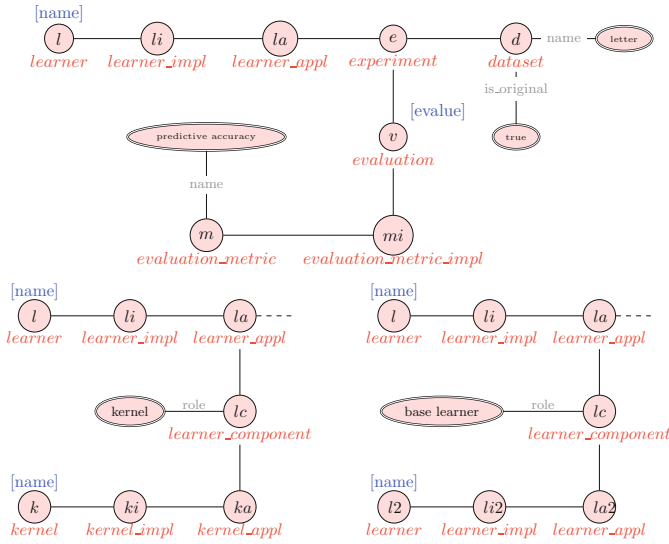 [name]
l li la e d name letter
learner learner_impl learner_appl experiment dataset
is_original
[evalue]
predictive accuracy v true
evaluation
name
m mi
evaluation_metric evaluation_metric_impl
[name] [name]
l li la l li la
learner learner_impl learner_appl learner learner_impl learner_appl
kernel role lc base learner role lc
learner_component learner_component
[name] [name]
k ki ka l2 li2 la2
kernel kernel_impl kernel_appl learner learner_impl learner_appl